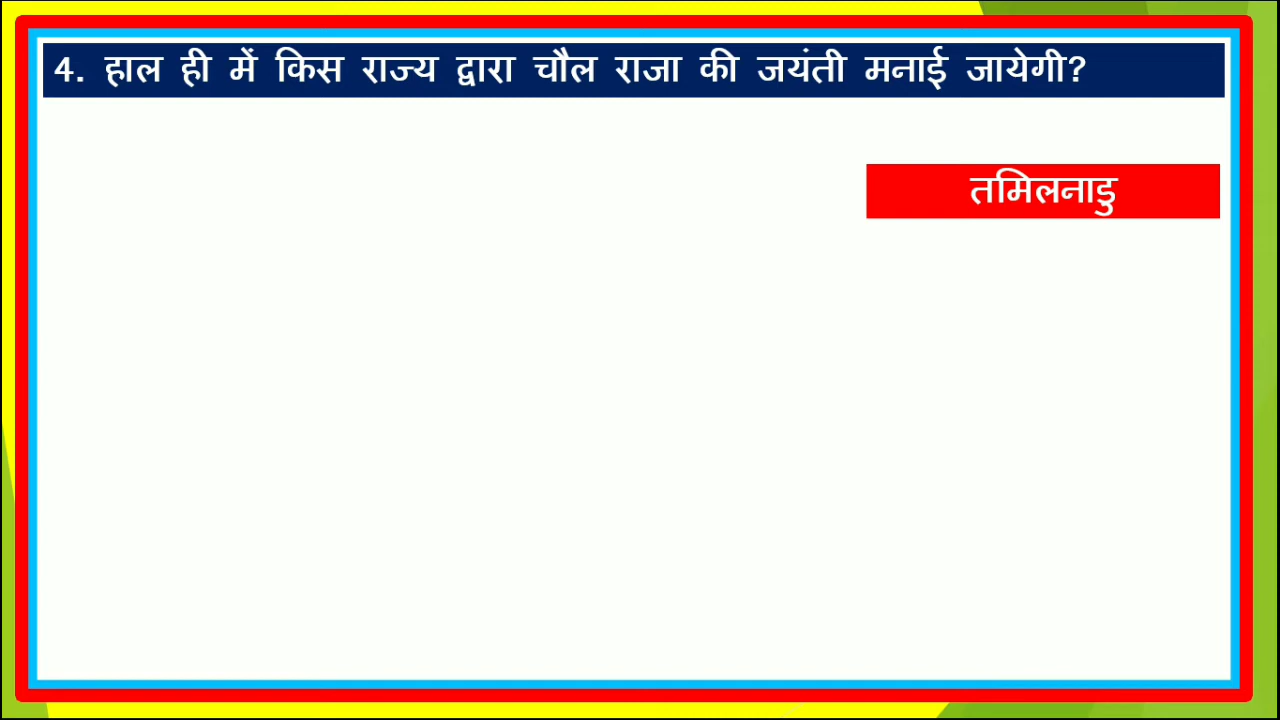 4. हाल ही में किस राज्य द्वारा चौल राजा की जयंती मनाई जायेगी?
तमिलनाडु